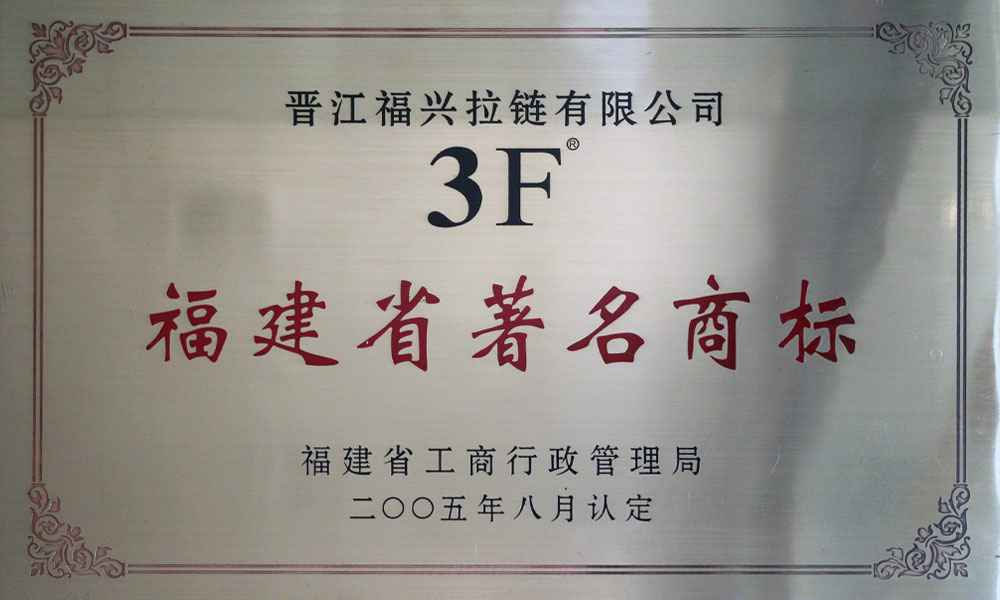 晋江福兴拉链有限公司
3F®
福建省著名商标
福建省工商行政管理局
二〇〇五年八月认定